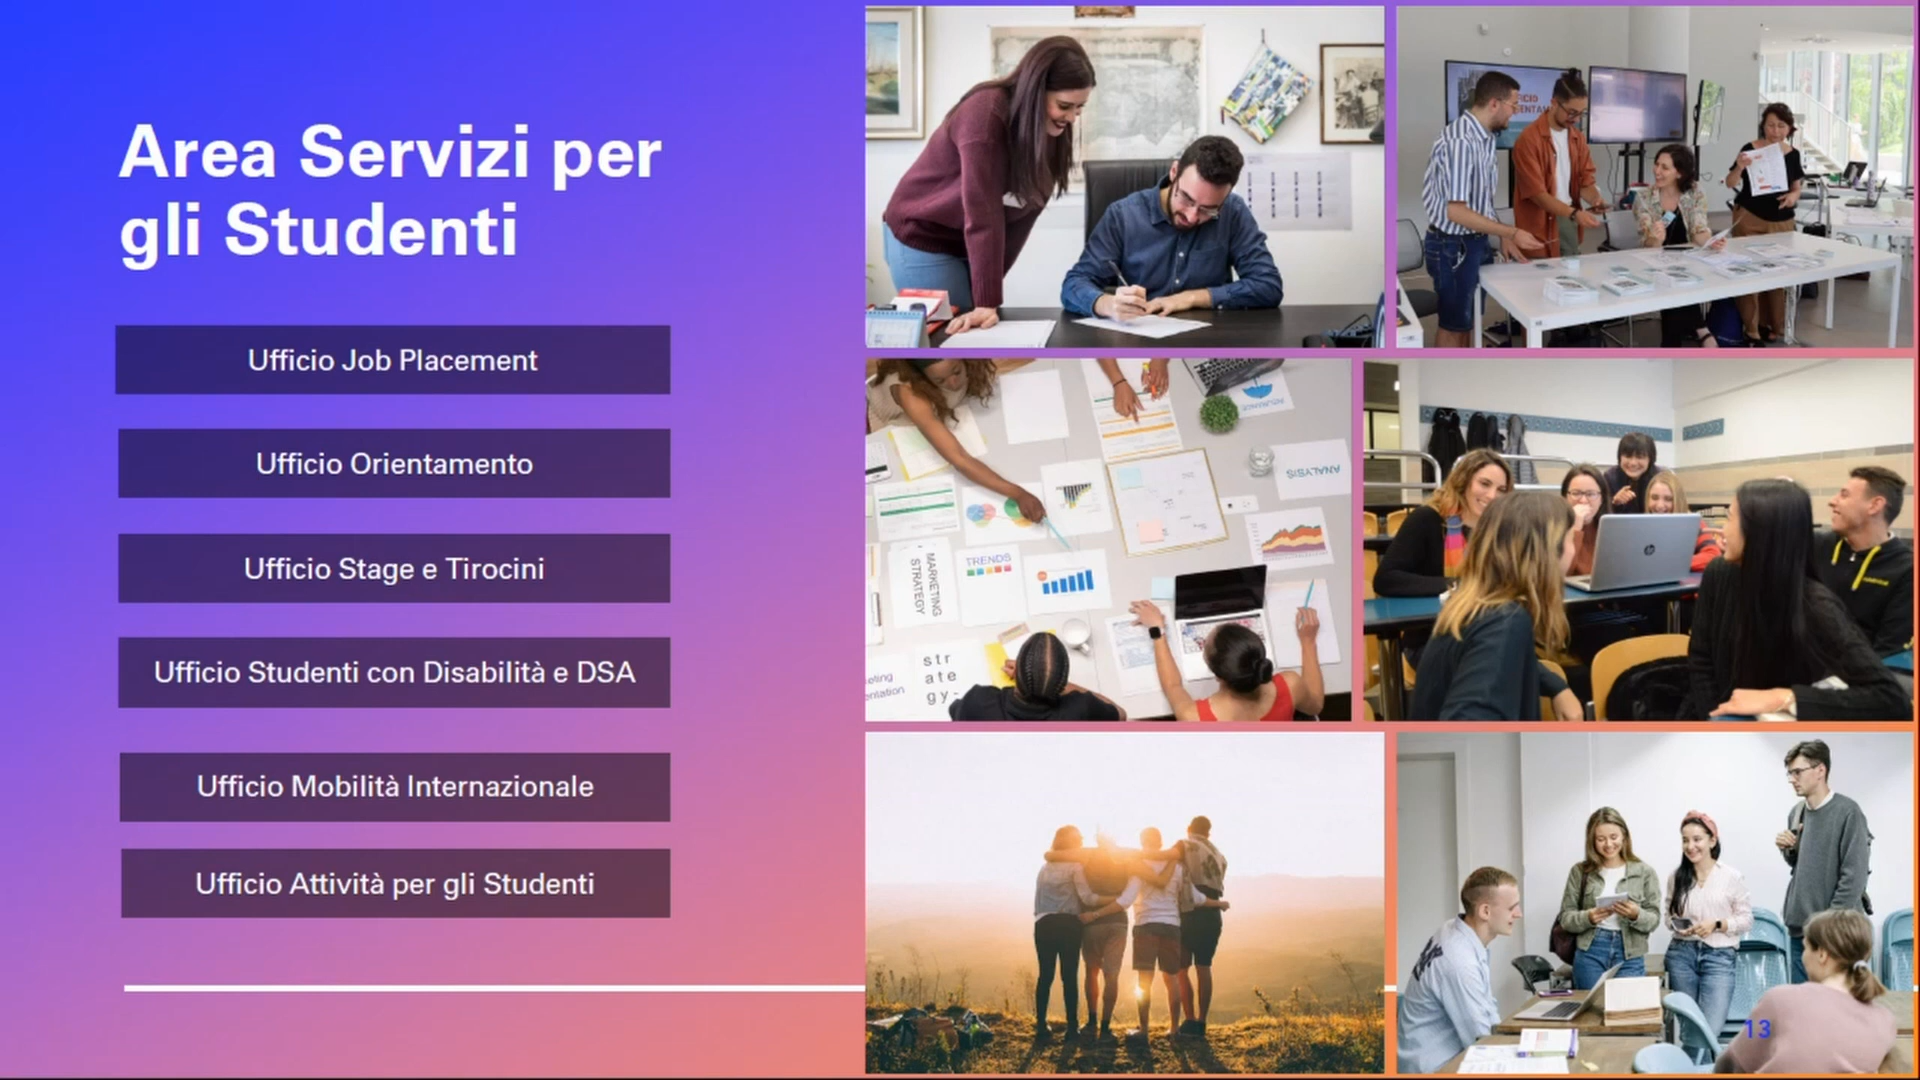 Area Servizi per
gli Studenti
Ufficio Job Placement
Ufficio Orientamento
Ufficio Stage e Tirocini
Ufficio Studenti con Disabilità e DSA
Ufficio Mobilità Internazionale
Ufficio Attività per gli Studenti
ANALYSIS
TRENDS
MARKETING
STRATEGY
str
ate
gy-
13